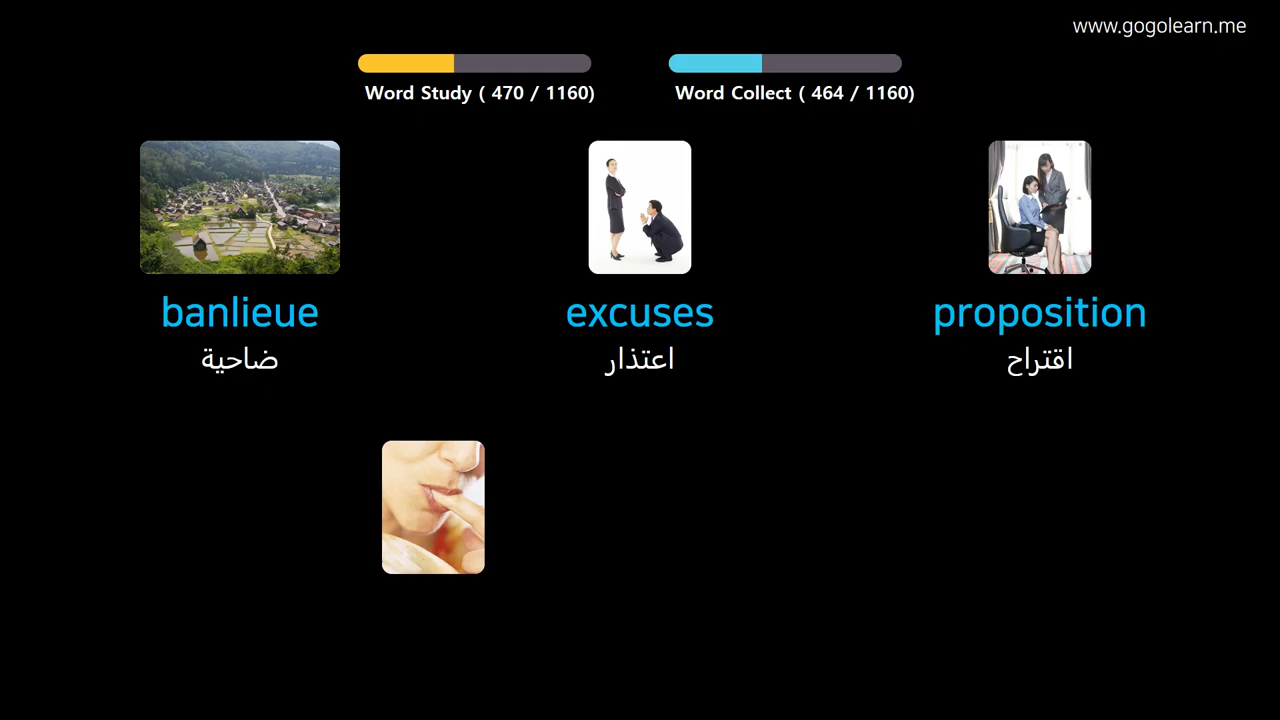 www.gogolearn.me
Word Study ( 470 / 1160)
Word Collect ( 464 / 1160)
banlieue
ضاحية
excuses
اعتذار
proposition
اقتراح